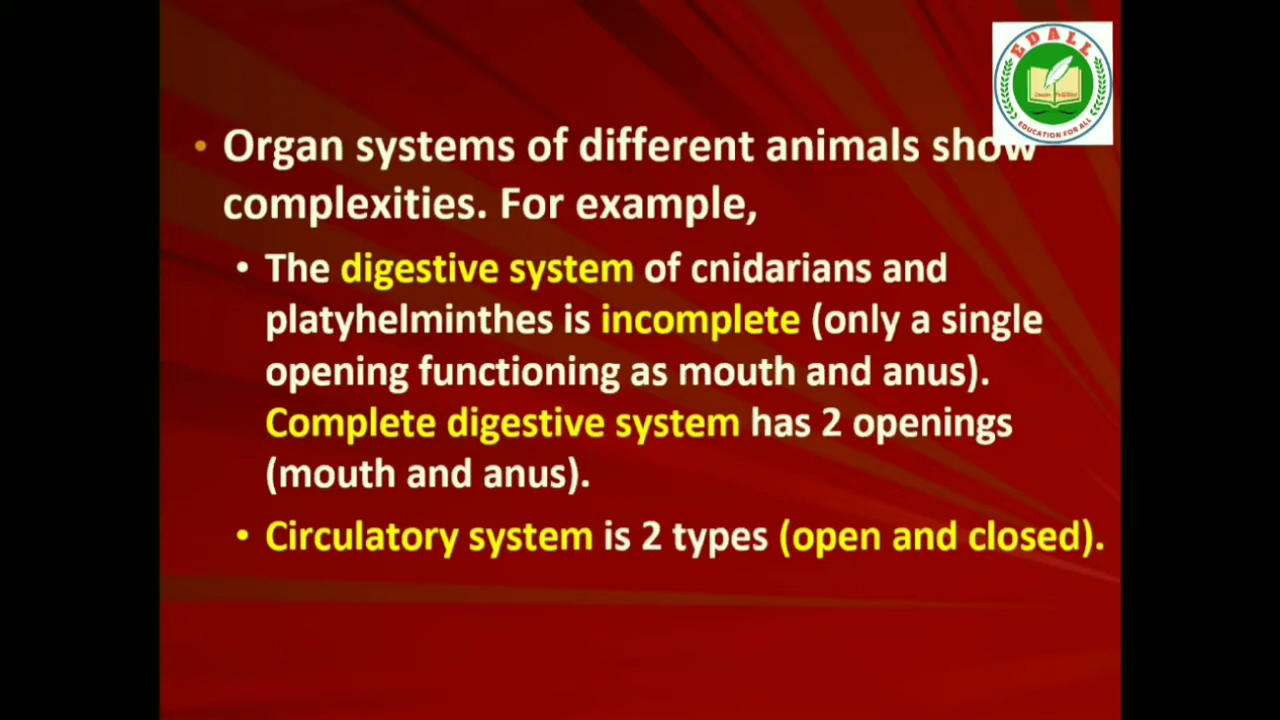 EDALL
EDUCATION FOR ALL
• Organ systems of different animals show
complexities. For example,
• The digestive system of cnidarians and
platyhelminthes is incomplete (only a single
opening functioning as mouth and anus).
Complete digestive system has 2 openings
(mouth and anus).
• Circulatory system is 2 types (open and closed).